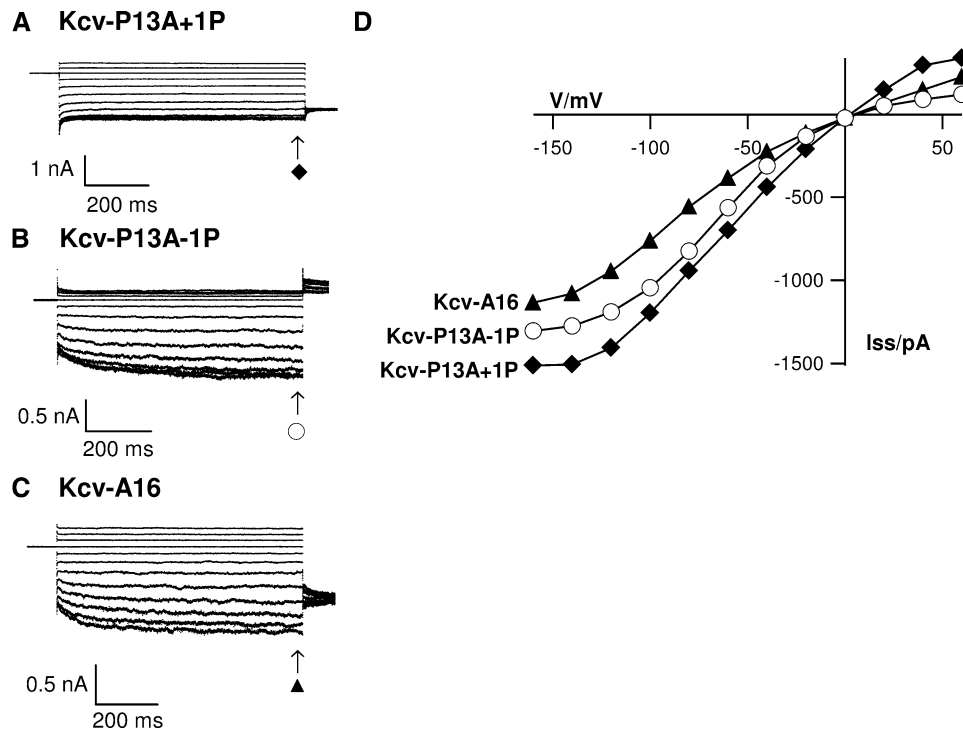 A Kcv-P13A+1P
1 nA
200 ms
B Kcv-P13A-1P
0.5 nA
200 ms
C Kcv-A16
0.5 nA
200 ms
D
V/mV
-150 -100 -50 50
-500
-1000
-1500
Iss/pA
Kcv-A16
Kcv-P13A-1P
Kcv-P13A+1P